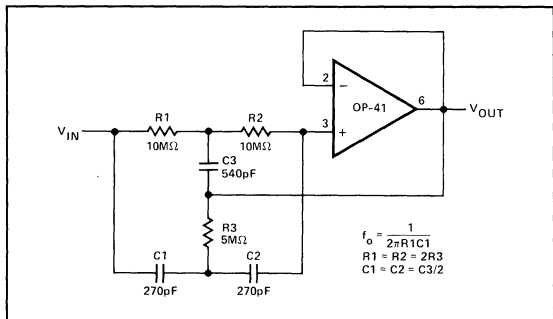 2
−
OP-41
6
V_OUT
3
+
V_IN
R1
10MΩ
R2
10MΩ
C3
540pF
R3
5MΩ
C1
270pF
C2
270pF
f_o = 1/(2πR1C1)
R1 = R2 = 2R3
C1 = C2 = C3/2